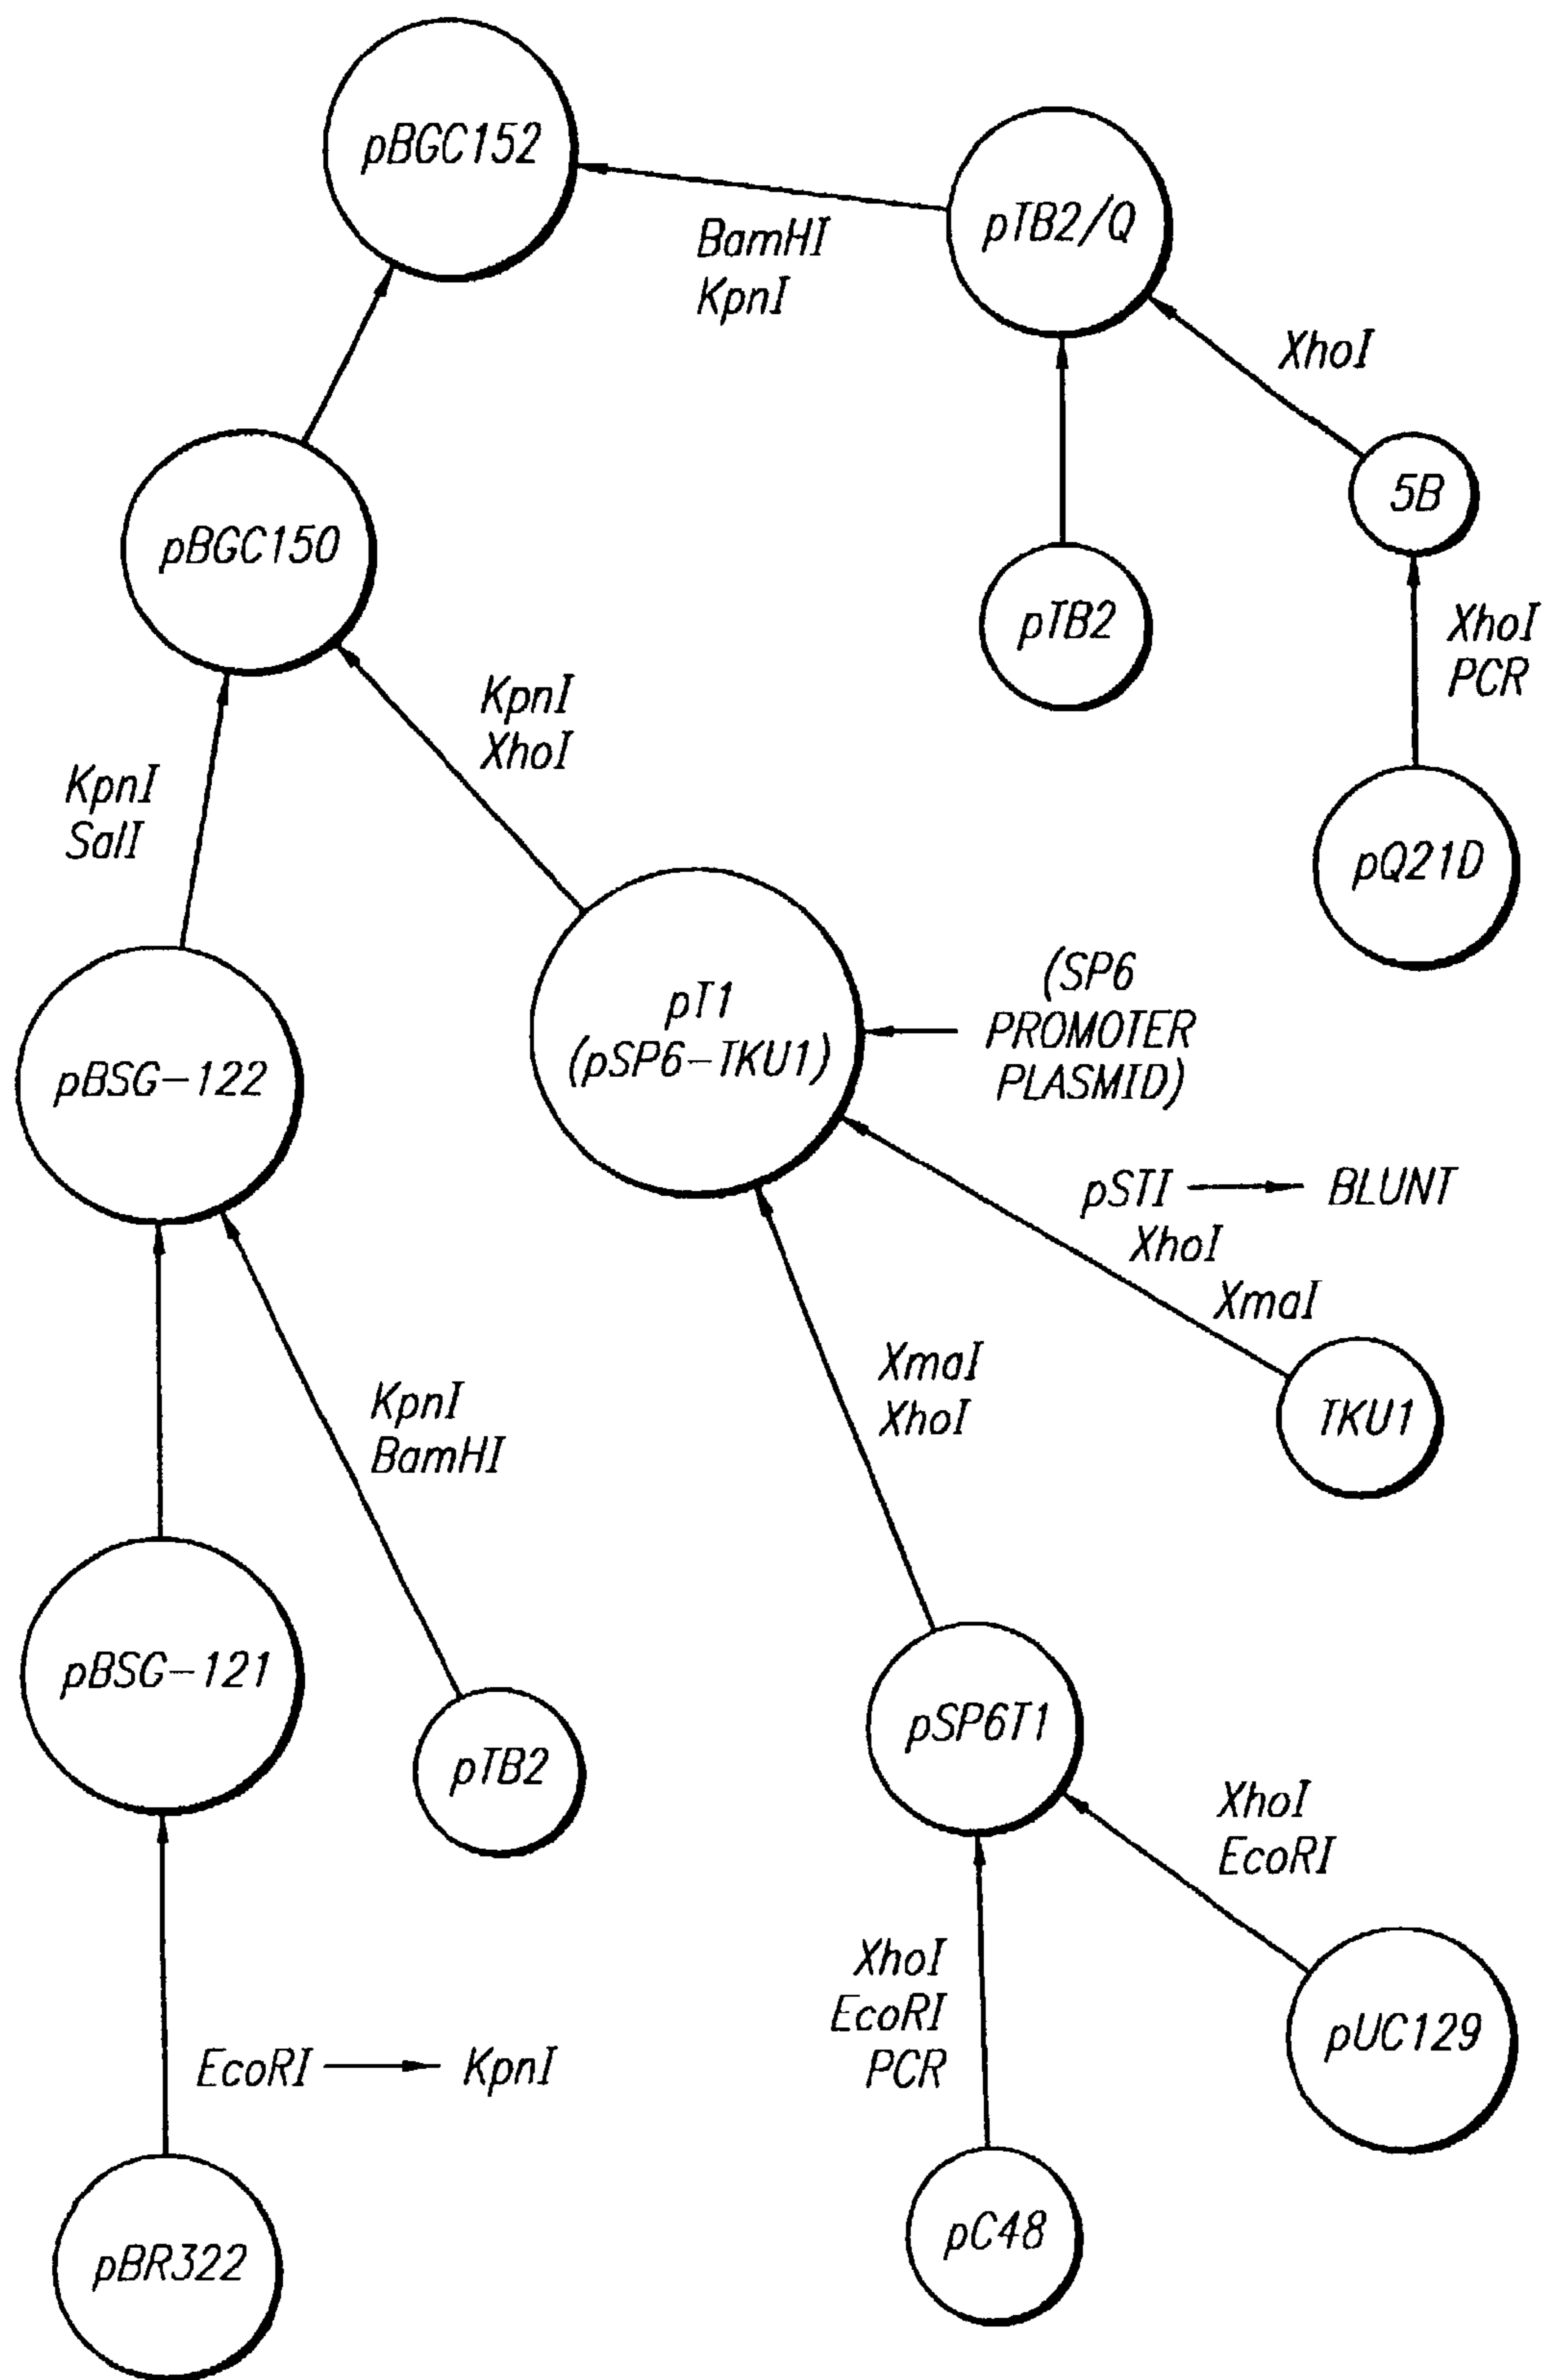 pBGC152
pTB2/Q
BamHI
KpnI
XhoI
5B
pBGC150
pTB2
XhoI
PCR
KpnI
XhoI
KpnI
SalI
pQ21D
pT1
(pSP6-TKU1)
(SP6
PROMOTER
PLASMID)
pBSG-122
pSTI → BLUNT
XhoI
XmaI
XmaI
XhoI
KpnI
BamHI
TKU1
pBSG-121
pTB2
pSP6T1
XhoI
EcoRI
XhoI
EcoRI
PCR
pUC129
EcoRI → KpnI
pC48
pBR322